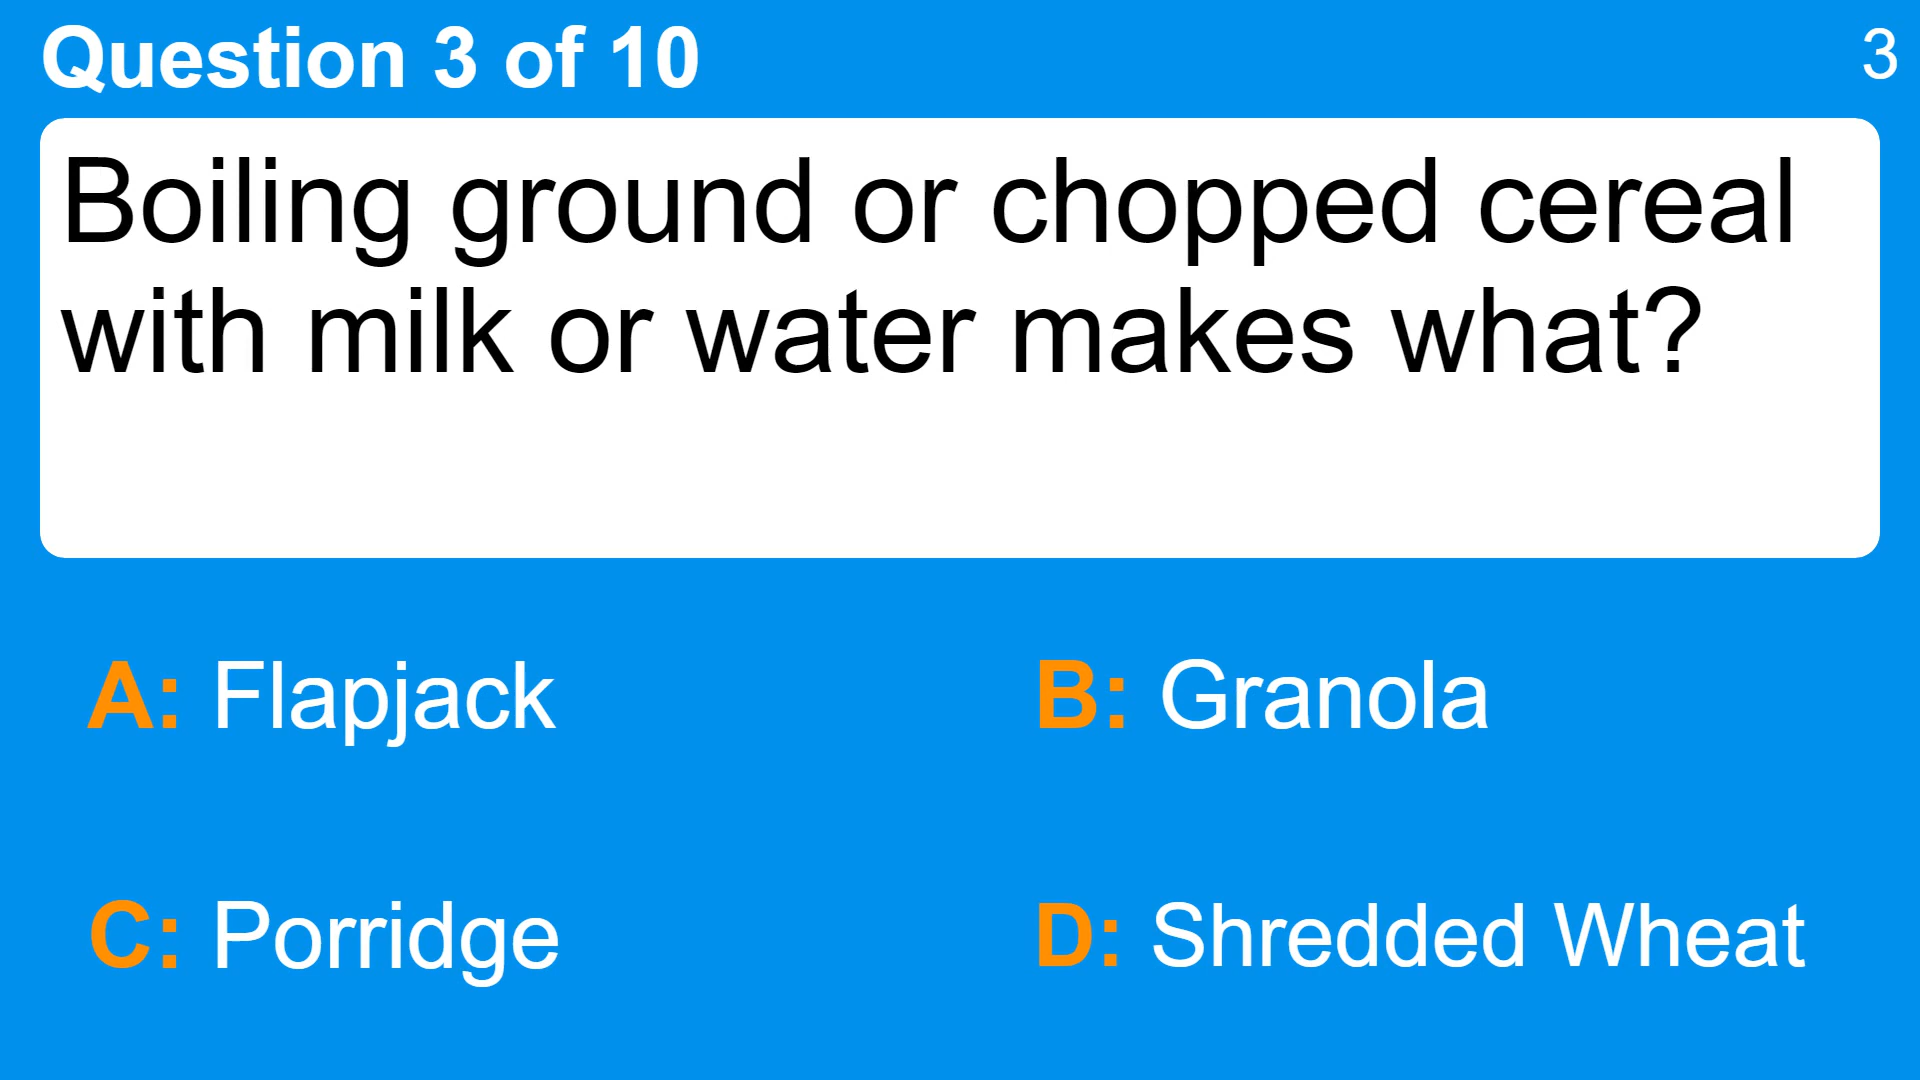 Question 3 of 10
3
Boiling ground or chopped cereal
with milk or water makes what?
A: Flapjack
B: Granola
C: Porridge
D: Shredded Wheat